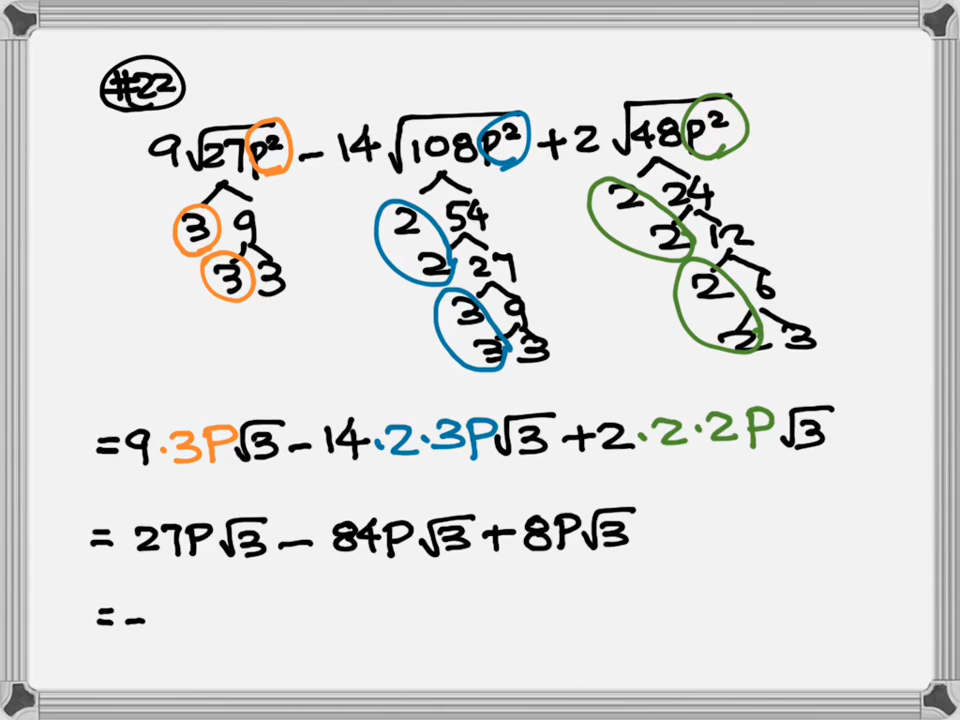 #22
9√27p² - 14√108p² + 2√48p²
3 9 2 54 2 24
3 3 2 27 2 12
3 9 2 6
3 3 2 3
= 9·3P√3 - 14·2·3P√3 + 2·2·2P√3
= 27P√3 - 84P√3 + 8P√3
= -